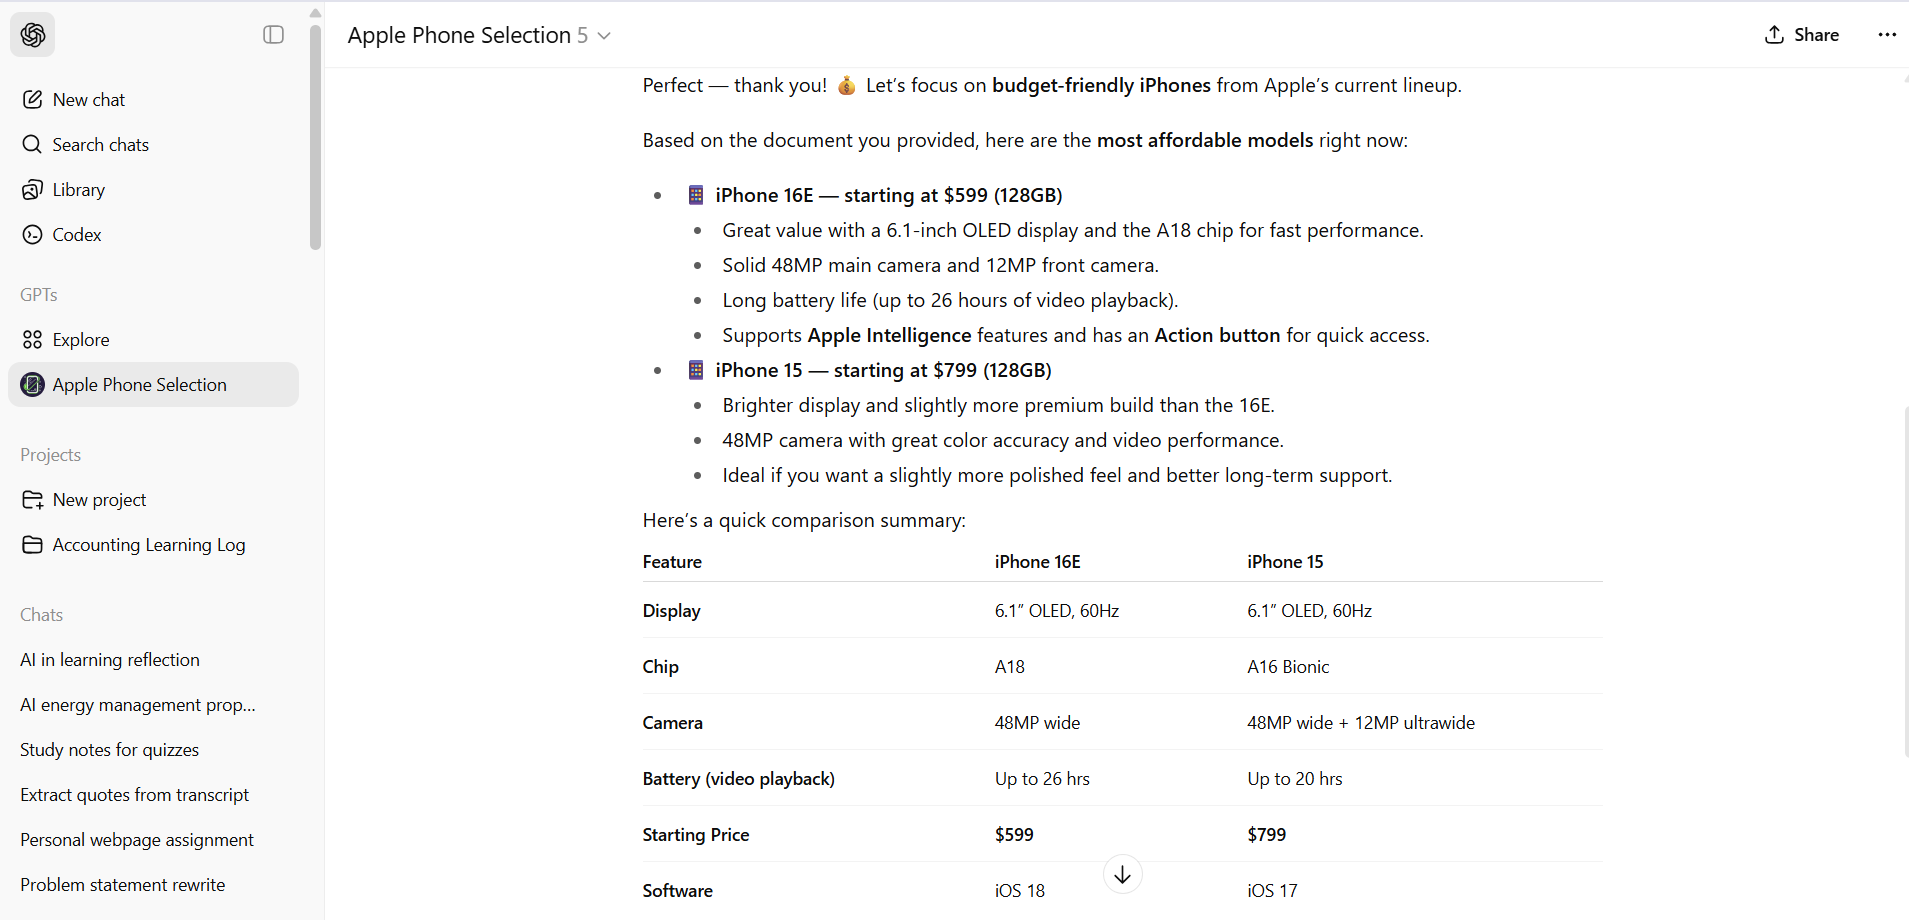 Apple Phone Selection 5
Share
New chat
Search chats
Library
Codex
GPTs
Explore
Apple Phone Selection
Projects
New project
Accounting Learning Log
Chats
AI in learning reflection
AI energy management prop...
Study notes for quizzes
Extract quotes from transcript
Personal webpage assignment
Problem statement rewrite
Perfect — thank you! 💰 Let’s focus on budget-friendly iPhones from Apple’s current lineup.
Based on the document you provided, here are the most affordable models right now:
• 📱 iPhone 16E — starting at $599 (128GB)
• Great value with a 6.1-inch OLED display and the A18 chip for fast performance.
• Solid 48MP main camera and 12MP front camera.
• Long battery life (up to 26 hours of video playback).
• Supports Apple Intelligence features and has an Action button for quick access.
• 📱 iPhone 15 — starting at $799 (128GB)
• Brighter display and slightly more premium build than the 16E.
• 48MP camera with great color accuracy and video performance.
• Ideal if you want a slightly more polished feel and better long-term support.
Here’s a quick comparison summary:
Feature iPhone 16E iPhone 15
Display 6.1” OLED, 60Hz 6.1” OLED, 60Hz
Chip A18 A16 Bionic
Camera 48MP wide 48MP wide + 12MP ultrawide
Battery (video playback) Up to 26 hrs Up to 20 hrs
Starting Price $599 $799
Software iOS 18 iOS 17